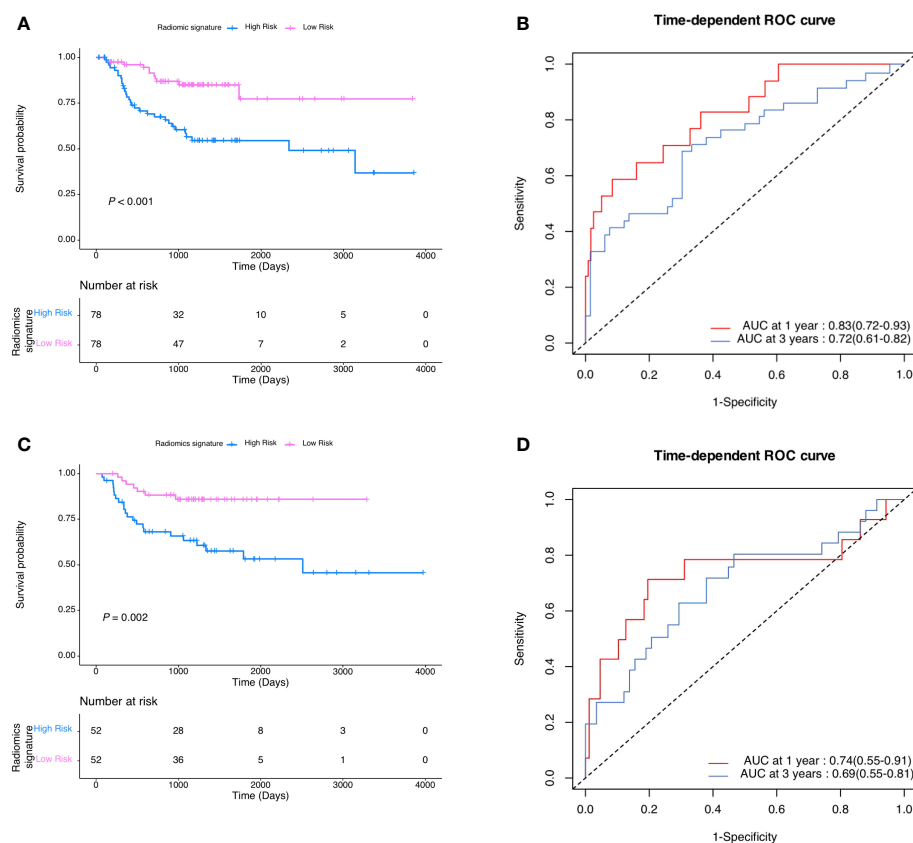 A
Radiomic signature High Risk Low Risk
Survival probability
1.00
0.75
0.50
0.25
0.00
P < 0.001
0 1000 2000 3000 4000
Time (Days)
Number at risk
Radiomics signature
High Risk 78 32 10 5 0
Low Risk 78 47 7 2 0
Time (Days)
B
Time-dependent ROC curve
Sensitivity
1.0
0.8
0.6
0.4
0.2
0.0
AUC at 1 year : 0.83(0.72-0.93)
AUC at 3 years : 0.72(0.61-0.82)
0.0 0.2 0.4 0.6 0.8 1.0
1-Specificity
C
Radiomics signature High Risk Low Risk
Survival probability
1.00
0.75
0.50
0.25
0.00
P = 0.002
0 1000 2000 3000 4000
Time (Days)
Number at risk
Radiomics signature
High Risk 52 28 8 3 0
Low Risk 52 36 5 1 0
Time (Days)
D
Time-dependent ROC curve
Sensitivity
1.0
0.8
0.6
0.4
0.2
0.0
AUC at 1 year : 0.74(0.55-0.91)
AUC at 3 years : 0.69(0.55-0.81)
0.0 0.2 0.4 0.6 0.8 1.0
1-Specificity